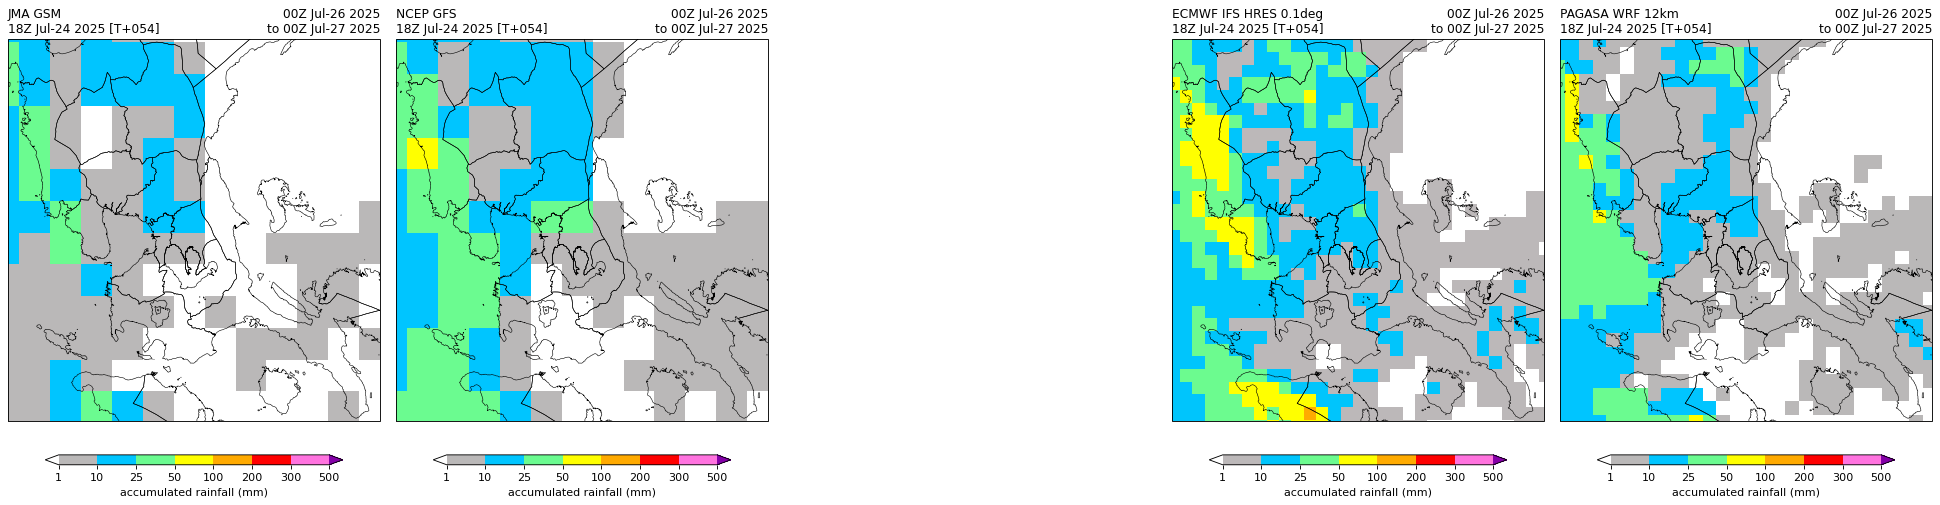 JMA GSM 00Z Jul-26 2025
18Z Jul-24 2025 [T+054] to 00Z Jul-27 2025
1 10 25 50 100 200 300 500
accumulated rainfall (mm)
NCEP GFS 00Z Jul-26 2025
18Z Jul-24 2025 [T+054] to 00Z Jul-27 2025
1 10 25 50 100 200 300 500
accumulated rainfall (mm)
ECMWF IFS HRES 0.1deg 00Z Jul-26 2025
18Z Jul-24 2025 [T+054] to 00Z Jul-27 2025
1 10 25 50 100 200 300 500
accumulated rainfall (mm)
PAGASA WRF 12km 00Z Jul-26 2025
18Z Jul-24 2025 [T+054] to 00Z Jul-27 2025
1 10 25 50 100 200 300 500
accumulated rainfall (mm)